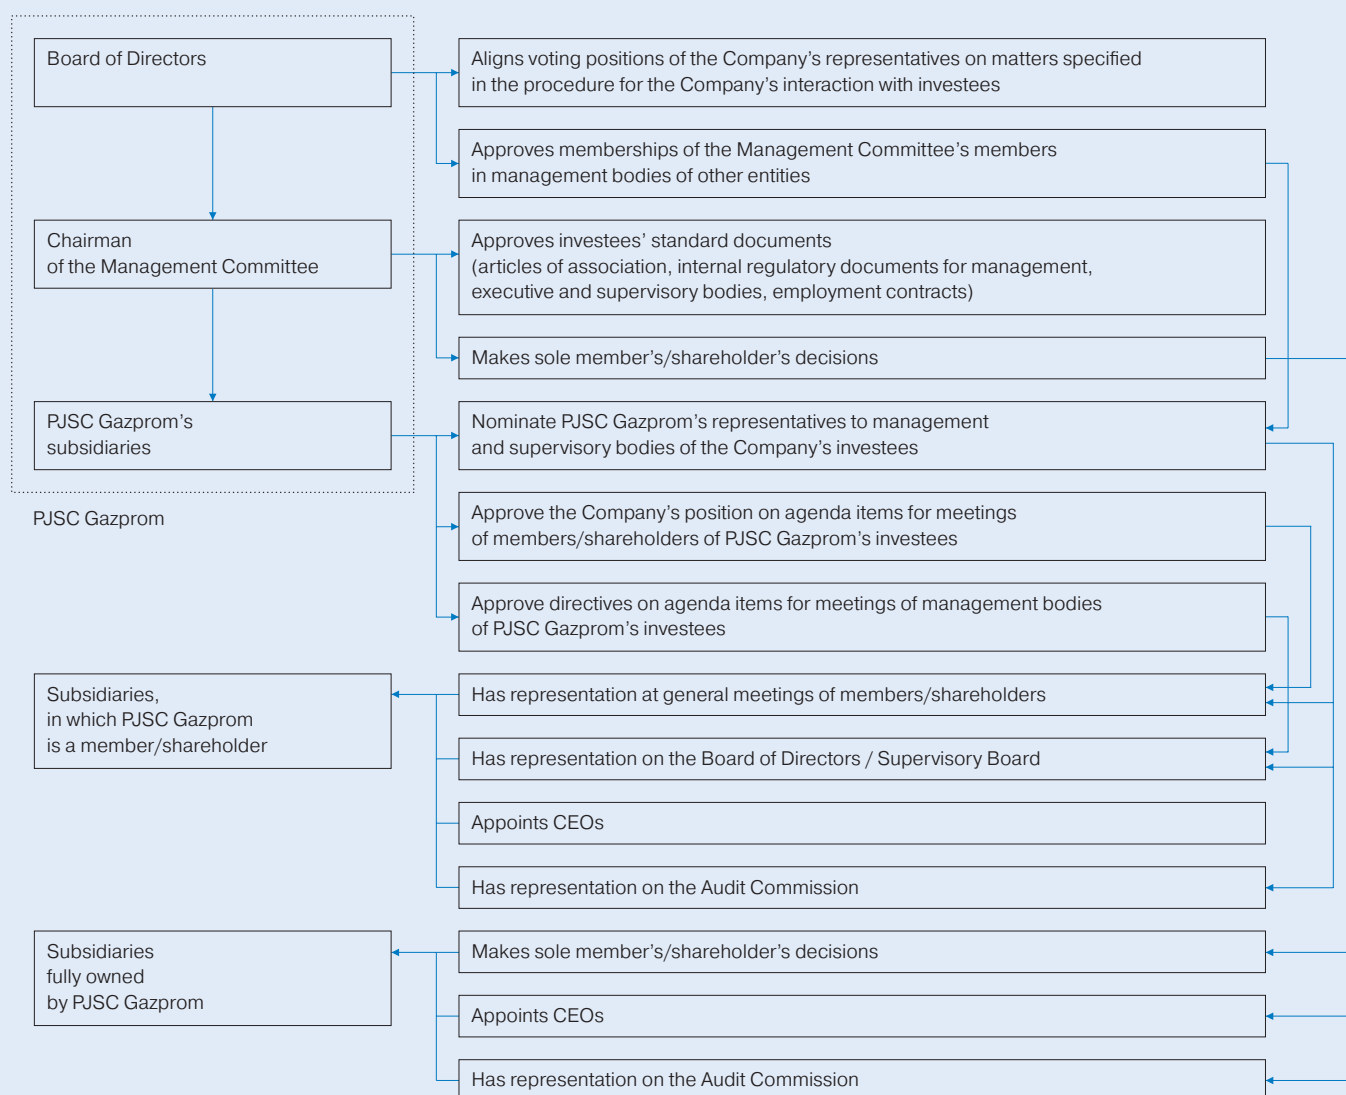 Board of Directors
Aligns voting positions of the Company’s representatives on matters specified
in the procedure for the Company’s interaction with investees
Approves memberships of the Management Committee’s members
in management bodies of other entities
Chairman
of the Management Committee
Approves investees’ standard documents
(articles of association, internal regulatory documents for management,
executive and supervisory bodies, employment contracts)
Makes sole member’s/shareholder’s decisions
PJSC Gazprom’s
subsidiaries
Nominate PJSC Gazprom’s representatives to management
and supervisory bodies of the Company’s investees
PJSC Gazprom
Approve the Company’s position on agenda items for meetings
of members/shareholders of PJSC Gazprom’s investees
Approve directives on agenda items for meetings of management bodies
of PJSC Gazprom’s investees
Subsidiaries,
in which PJSC Gazprom
is a member/shareholder
Has representation at general meetings of members/shareholders
Has representation on the Board of Directors / Supervisory Board
Appoints CEOs
Has representation on the Audit Commission
Subsidiaries
fully owned
by PJSC Gazprom
Makes sole member’s/shareholder’s decisions
Appoints CEOs
Has representation on the Audit Commission